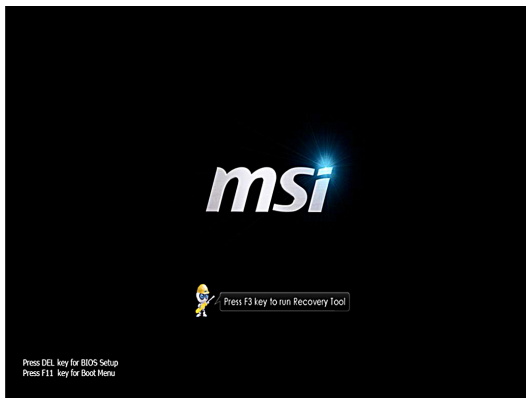 msi
Press F3 key to run Recovery Tool
Press DEL key for BIOS Setup
Press F11 key for Boot Menu